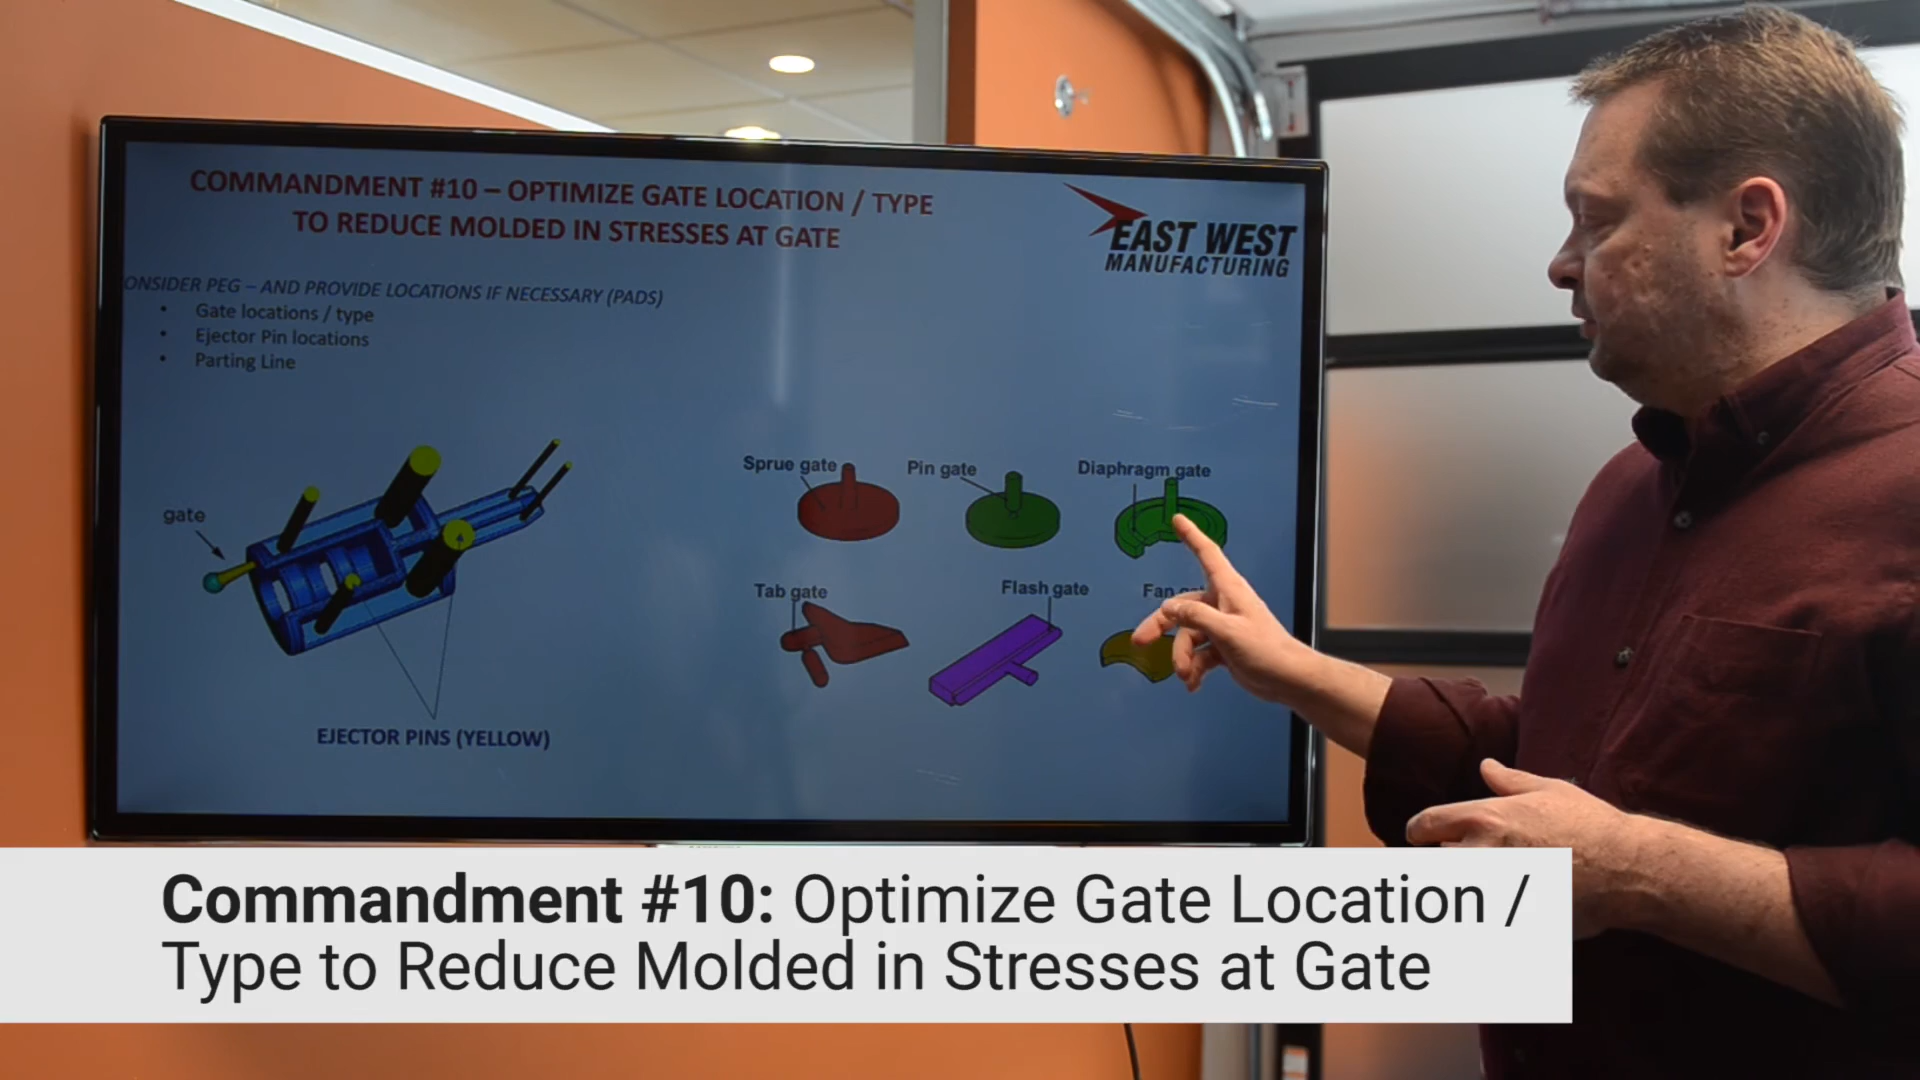 COMMANDMENT #10 – OPTIMIZE GATE LOCATION / TYPE
TO REDUCE MOLDED IN STRESSES AT GATE
EAST WEST
MANUFACTURING
ONSIDER PEG – AND PROVIDE LOCATIONS IF NECESSARY (PADS)
• Gate locations / type
• Ejector Pin locations
• Parting Line
gate
EJECTOR PINS (YELLOW)
Sprue gate
Pin gate
Diaphragm gate
Tab gate
Flash gate
Fan
Commandment #10: Optimize Gate Location /
Type to Reduce Molded in Stresses at Gate